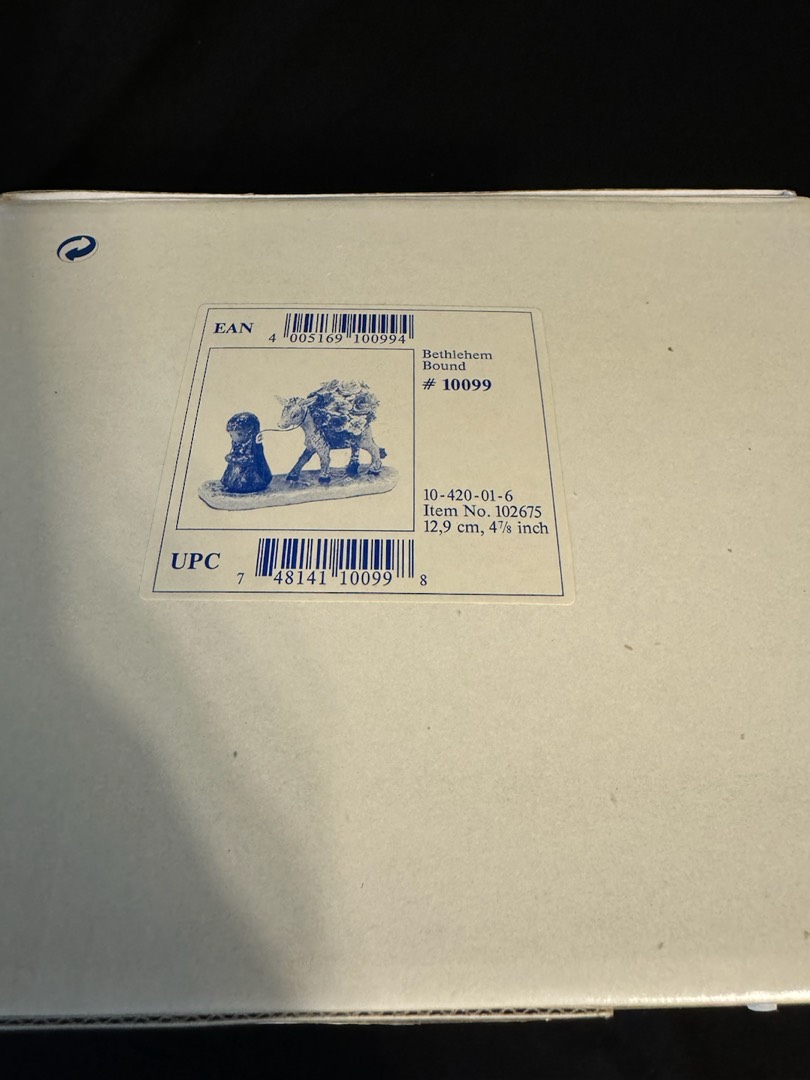 EAN
4 005169 100994
Bethlehem
Bound
# 10099
10-420-01-6
Item No. 102675
12,9 cm, 4⅞ inch
UPC
7 48141 10099 8